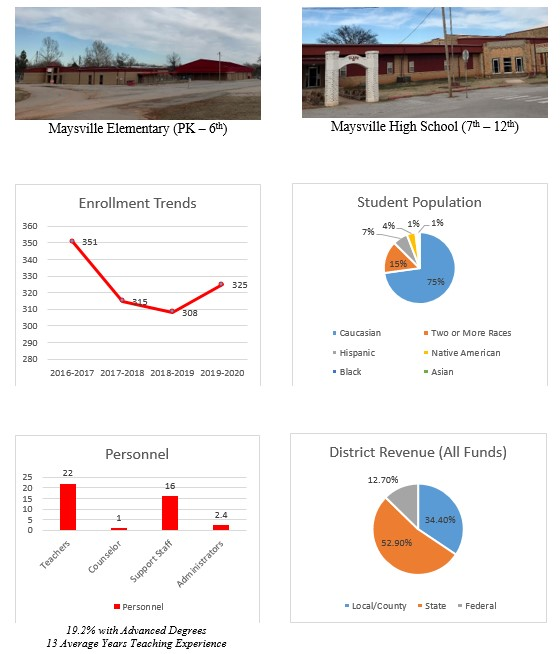 Maysville Elementary (PK – 6th)
Maysville High School (7th – 12th)
Enrollment Trends
360
350
340
330
320
310
300
290
280
351
315
308
325
2016-2017 2017-2018 2018-2019 2019-2020
Student Population
4% 1% 1%
7%
15%
75%
Caucasian Two or More Races
Hispanic Native American
Black Asian
Personnel
25
20
15
10
5
0
22
1
16
2.4
Teachers
Counselor
Support Staff
Administrators
Personnel
19.2% with Advanced Degrees
13 Average Years Teaching Experience
District Revenue (All Funds)
12.70%
34.40%
52.90%
Local/County State Federal